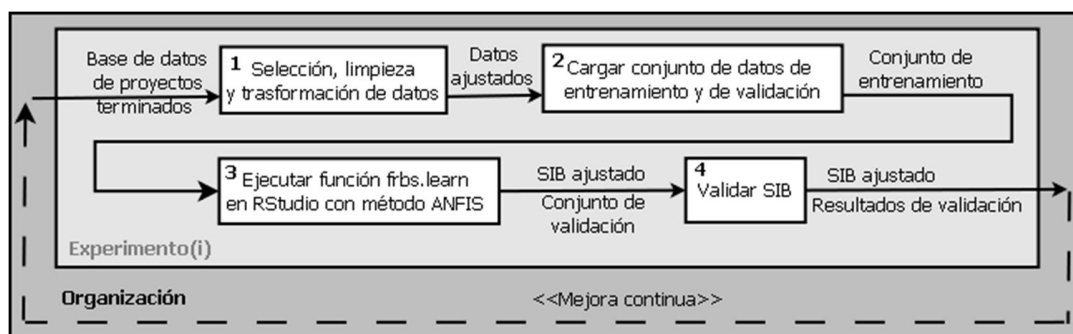 Base de datos
de proyectos
terminados
1 Selección, limpieza
y trasformación de datos
Datos
ajustados
2 Cargar conjunto de datos de
entrenamiento y de validación
Conjunto de
entrenamiento
3 Ejecutar función frbs.learn
en RStudio con método ANFIS
SIB ajustado
Conjunto de
validación
4
Validar SIB
SIB ajustado
Resultados de validación
Experimento(i)
Organización
<<Mejora continua>>